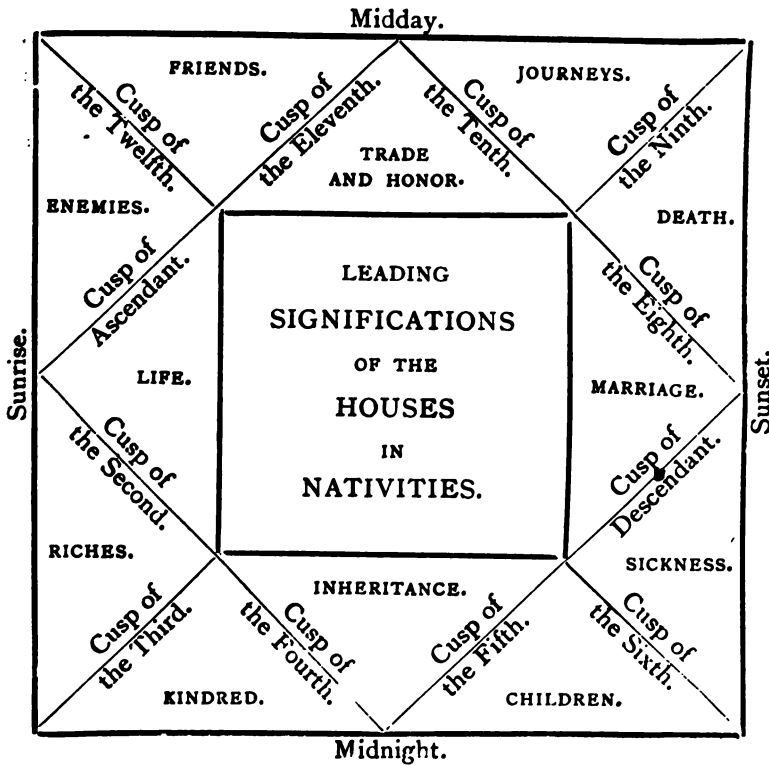 Midday.
FRIENDS.
JOURNEYS.
Cusp of
the Twelfth.
Cusp of
the Eleventh.
Cusp of
the Tenth.
Cusp of
the Ninth.
TRADE
AND HONOR.
ENEMIES.
DEATH.
Cusp of
Ascendant.
Cusp of
the Eighth.
LEADING
SIGNIFICATIONS
OF THE
HOUSES
IN
NATIVITIES.
Sunrise.
LIFE.
MARRIAGE.
Sunset.
Cusp of
the Second.
Cusp of
Descendant.
RICHES.
SICKNESS.
INHERITANCE.
Cusp of
the Third.
Cusp of
the Fourth.
Cusp of
the Fifth.
Cusp of
the Sixth.
KINDRED.
CHILDREN.
Midnight.